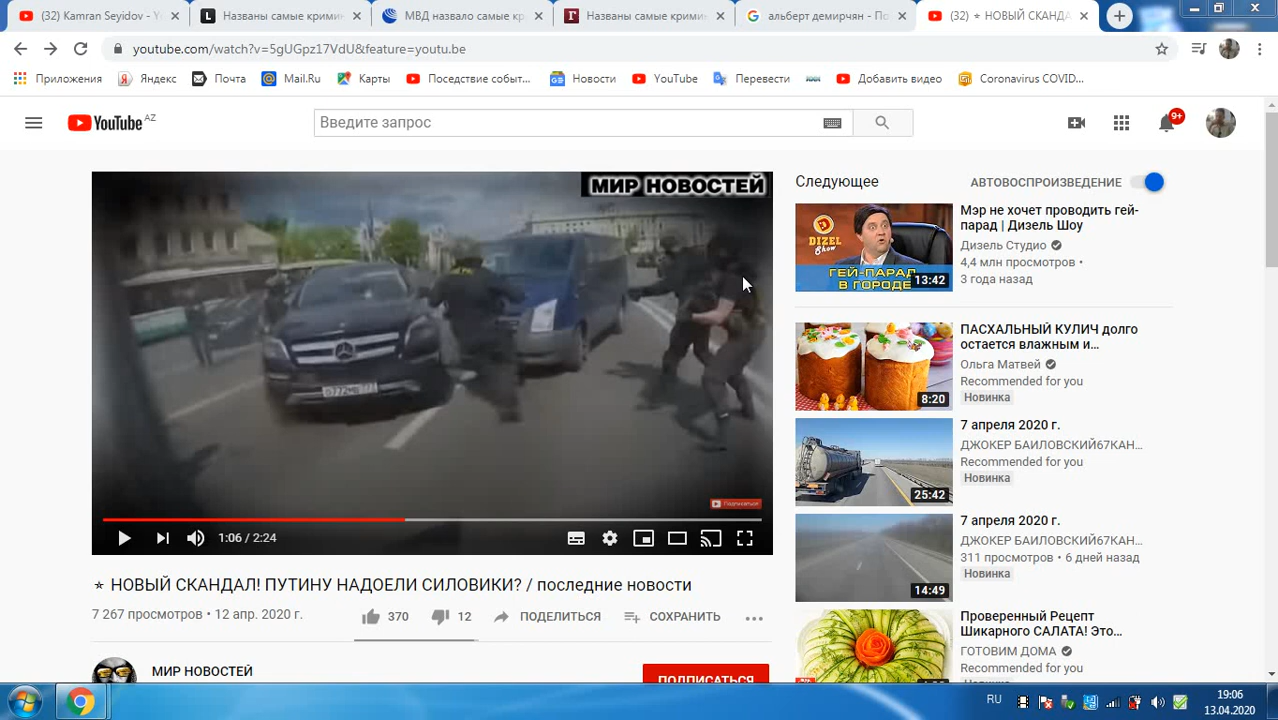 (32) Kamran Seyidov - Y
Названы самые кримин
МВД назвало самые кр
Названы самые кримин
альберт демирчян - По
(32) ⭐ НОВЫЙ СКАНДА
youtube.com/watch?v=5gUGpz17VdU&feature=youtu.be
Приложения
Яндекс
Почта
Mail.Ru
Карты
Посдедствие событ...
Новости
YouTube
Перевести
Добавить видео
Coronavirus COVID...
YouTube AZ
Введите запрос
9+
МИР НОВОСТЕЙ
Подписаться
1:06 / 2:24
⭐ НОВЫЙ СКАНДАЛ! ПУТИНУ НАДОЕЛИ СИЛОВИКИ? / последние новости
7 267 просмотров • 12 апр. 2020 г.
370
12
ПОДЕЛИТЬСЯ
СОХРАНИТЬ
МИР НОВОСТЕЙ
ПОДПИСАТЬСЯ
Следующее
АВТОВОСПРОИЗВЕДЕНИЕ
DIZEL Show
ГЕЙ-ПАРАД
В ГОРОДЕ
13:42
Мэр не хочет проводить гей-
парад | Дизель Шоу
Дизель Студио
4,4 млн просмотров •
3 года назад
8:20
ПАСХАЛЬНЫЙ КУЛИЧ долго
остается влажным и...
Ольга Матвей
Recommended for you
Новинка
25:42
7 апреля 2020 г.
ДЖОКЕР БАИЛОВСКИЙ67КАН...
Recommended for you
Новинка
14:49
7 апреля 2020 г.
ДЖОКЕР БАИЛОВСКИЙ67КАН...
311 просмотров • 6 дней назад
Новинка
Проверенный Рецепт
Шикарного САЛАТА! Это...
ГОТОВИМ ДОМА
Recommended for you
RU
19:06
13.04.2020